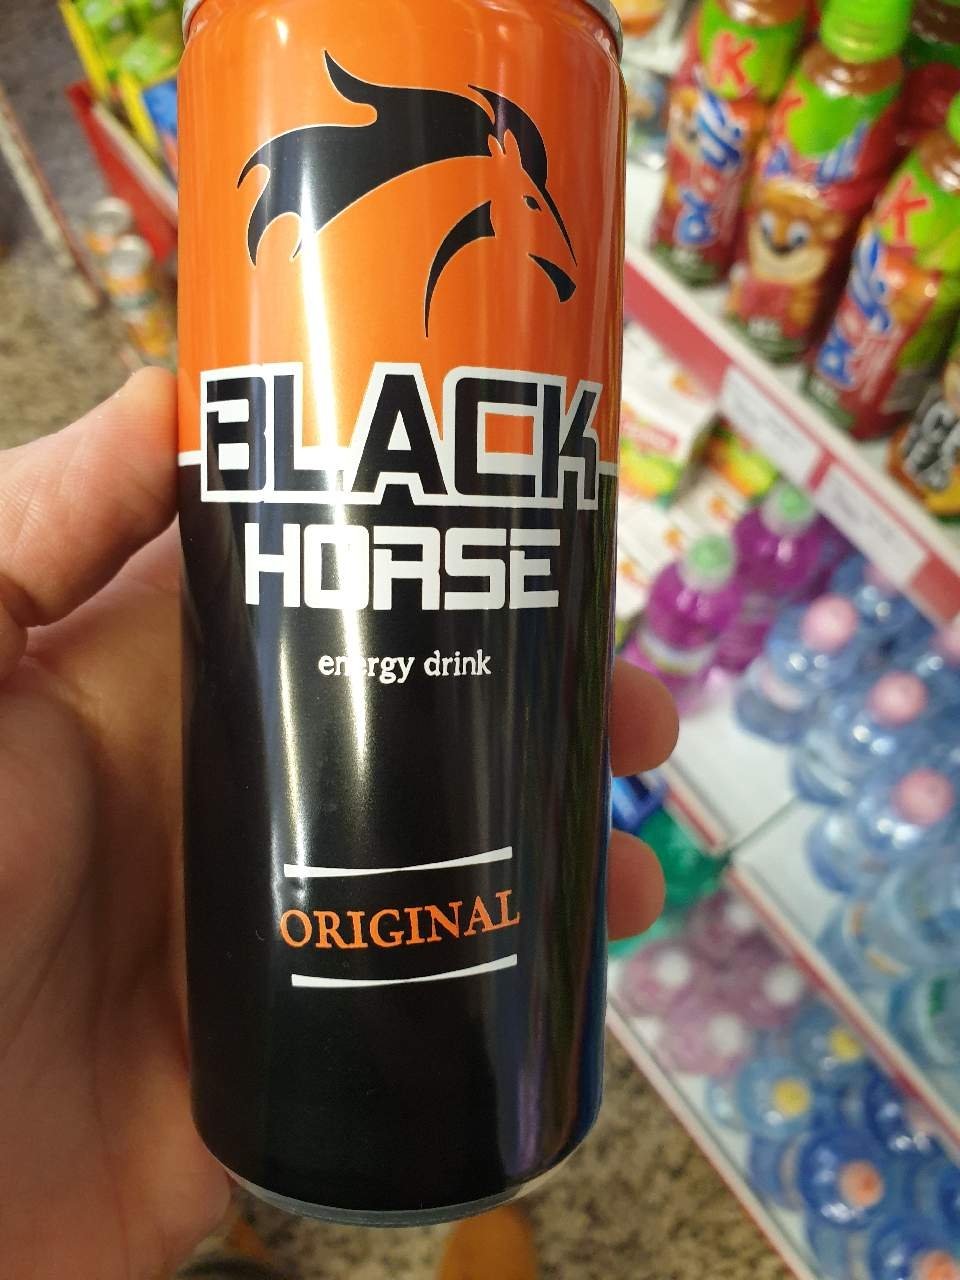 BLACK
HORSE
energy drink
ORIGINAL
K
K
K